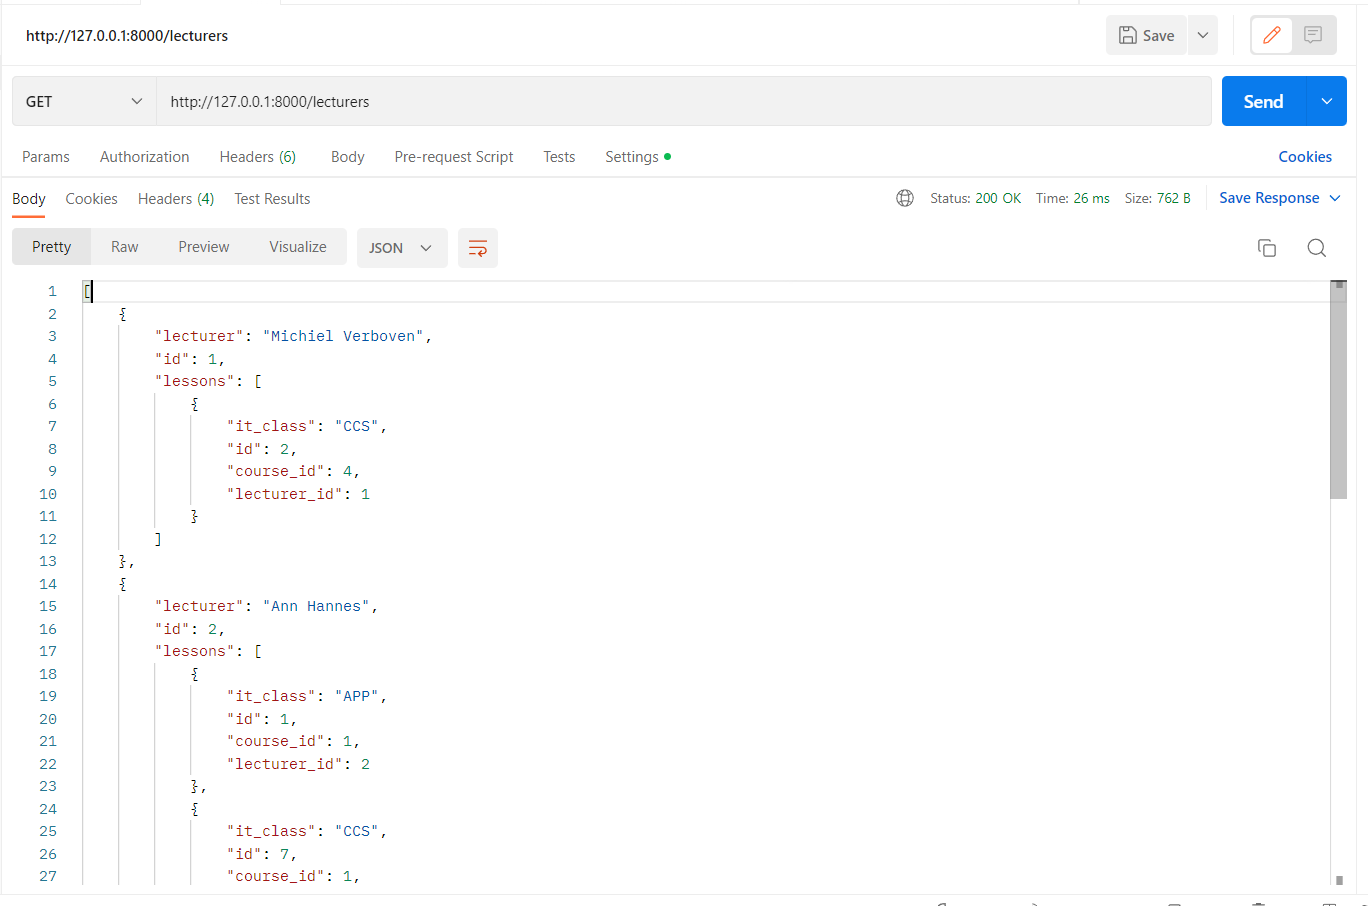 http://127.0.0.1:8000/lecturers
Save
GET
http://127.0.0.1:8000/lecturers
Send
Params Authorization Headers (6) Body Pre-request Script Tests Settings Cookies
Body Cookies Headers (4) Test Results Status: 200 OK Time: 26 ms Size: 762 B Save Response
Pretty Raw Preview Visualize JSON
1 [
2 {
3 "lecturer": "Michiel Verboven",
4 "id": 1,
5 "lessons": [
6 {
7 "it_class": "CCS",
8 "id": 2,
9 "course_id": 4,
10 "lecturer_id": 1
11 }
12 ]
13 },
14 {
15 "lecturer": "Ann Hannes",
16 "id": 2,
17 "lessons": [
18 {
19 "it_class": "APP",
20 "id": 1,
21 "course_id": 1,
22 "lecturer_id": 2
23 },
24 {
25 "it_class": "CCS",
26 "id": 7,
27 "course_id": 1,